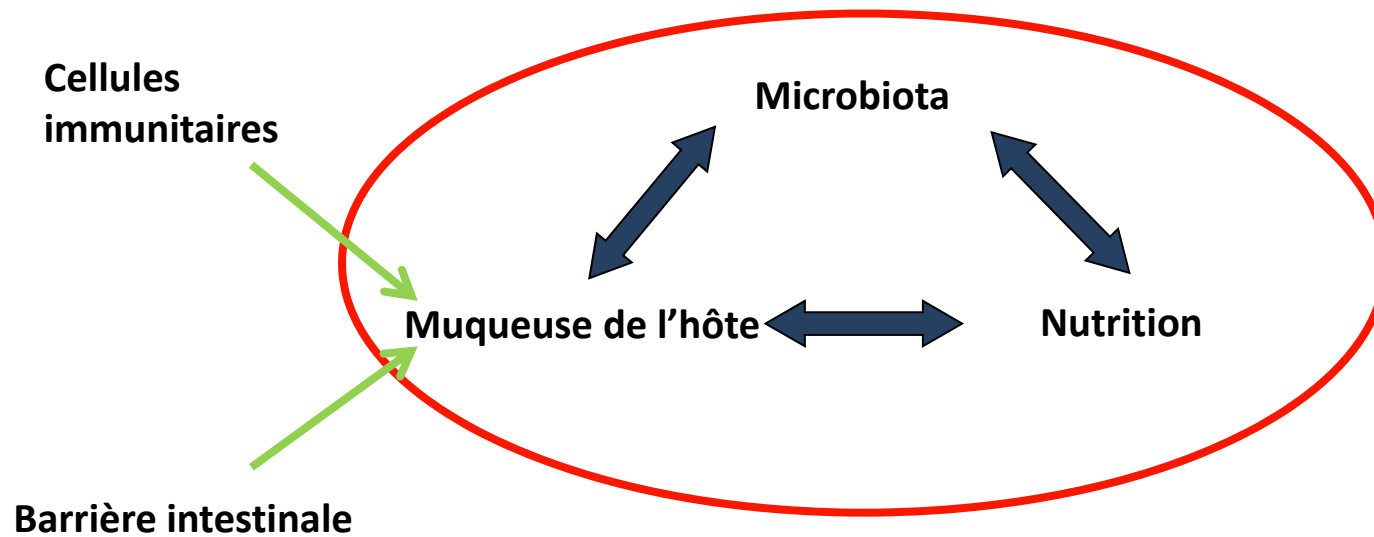 Cellules
immunitaires
Microbiota
Muqueuse de l’hôte
Nutrition
Barrière intestinale